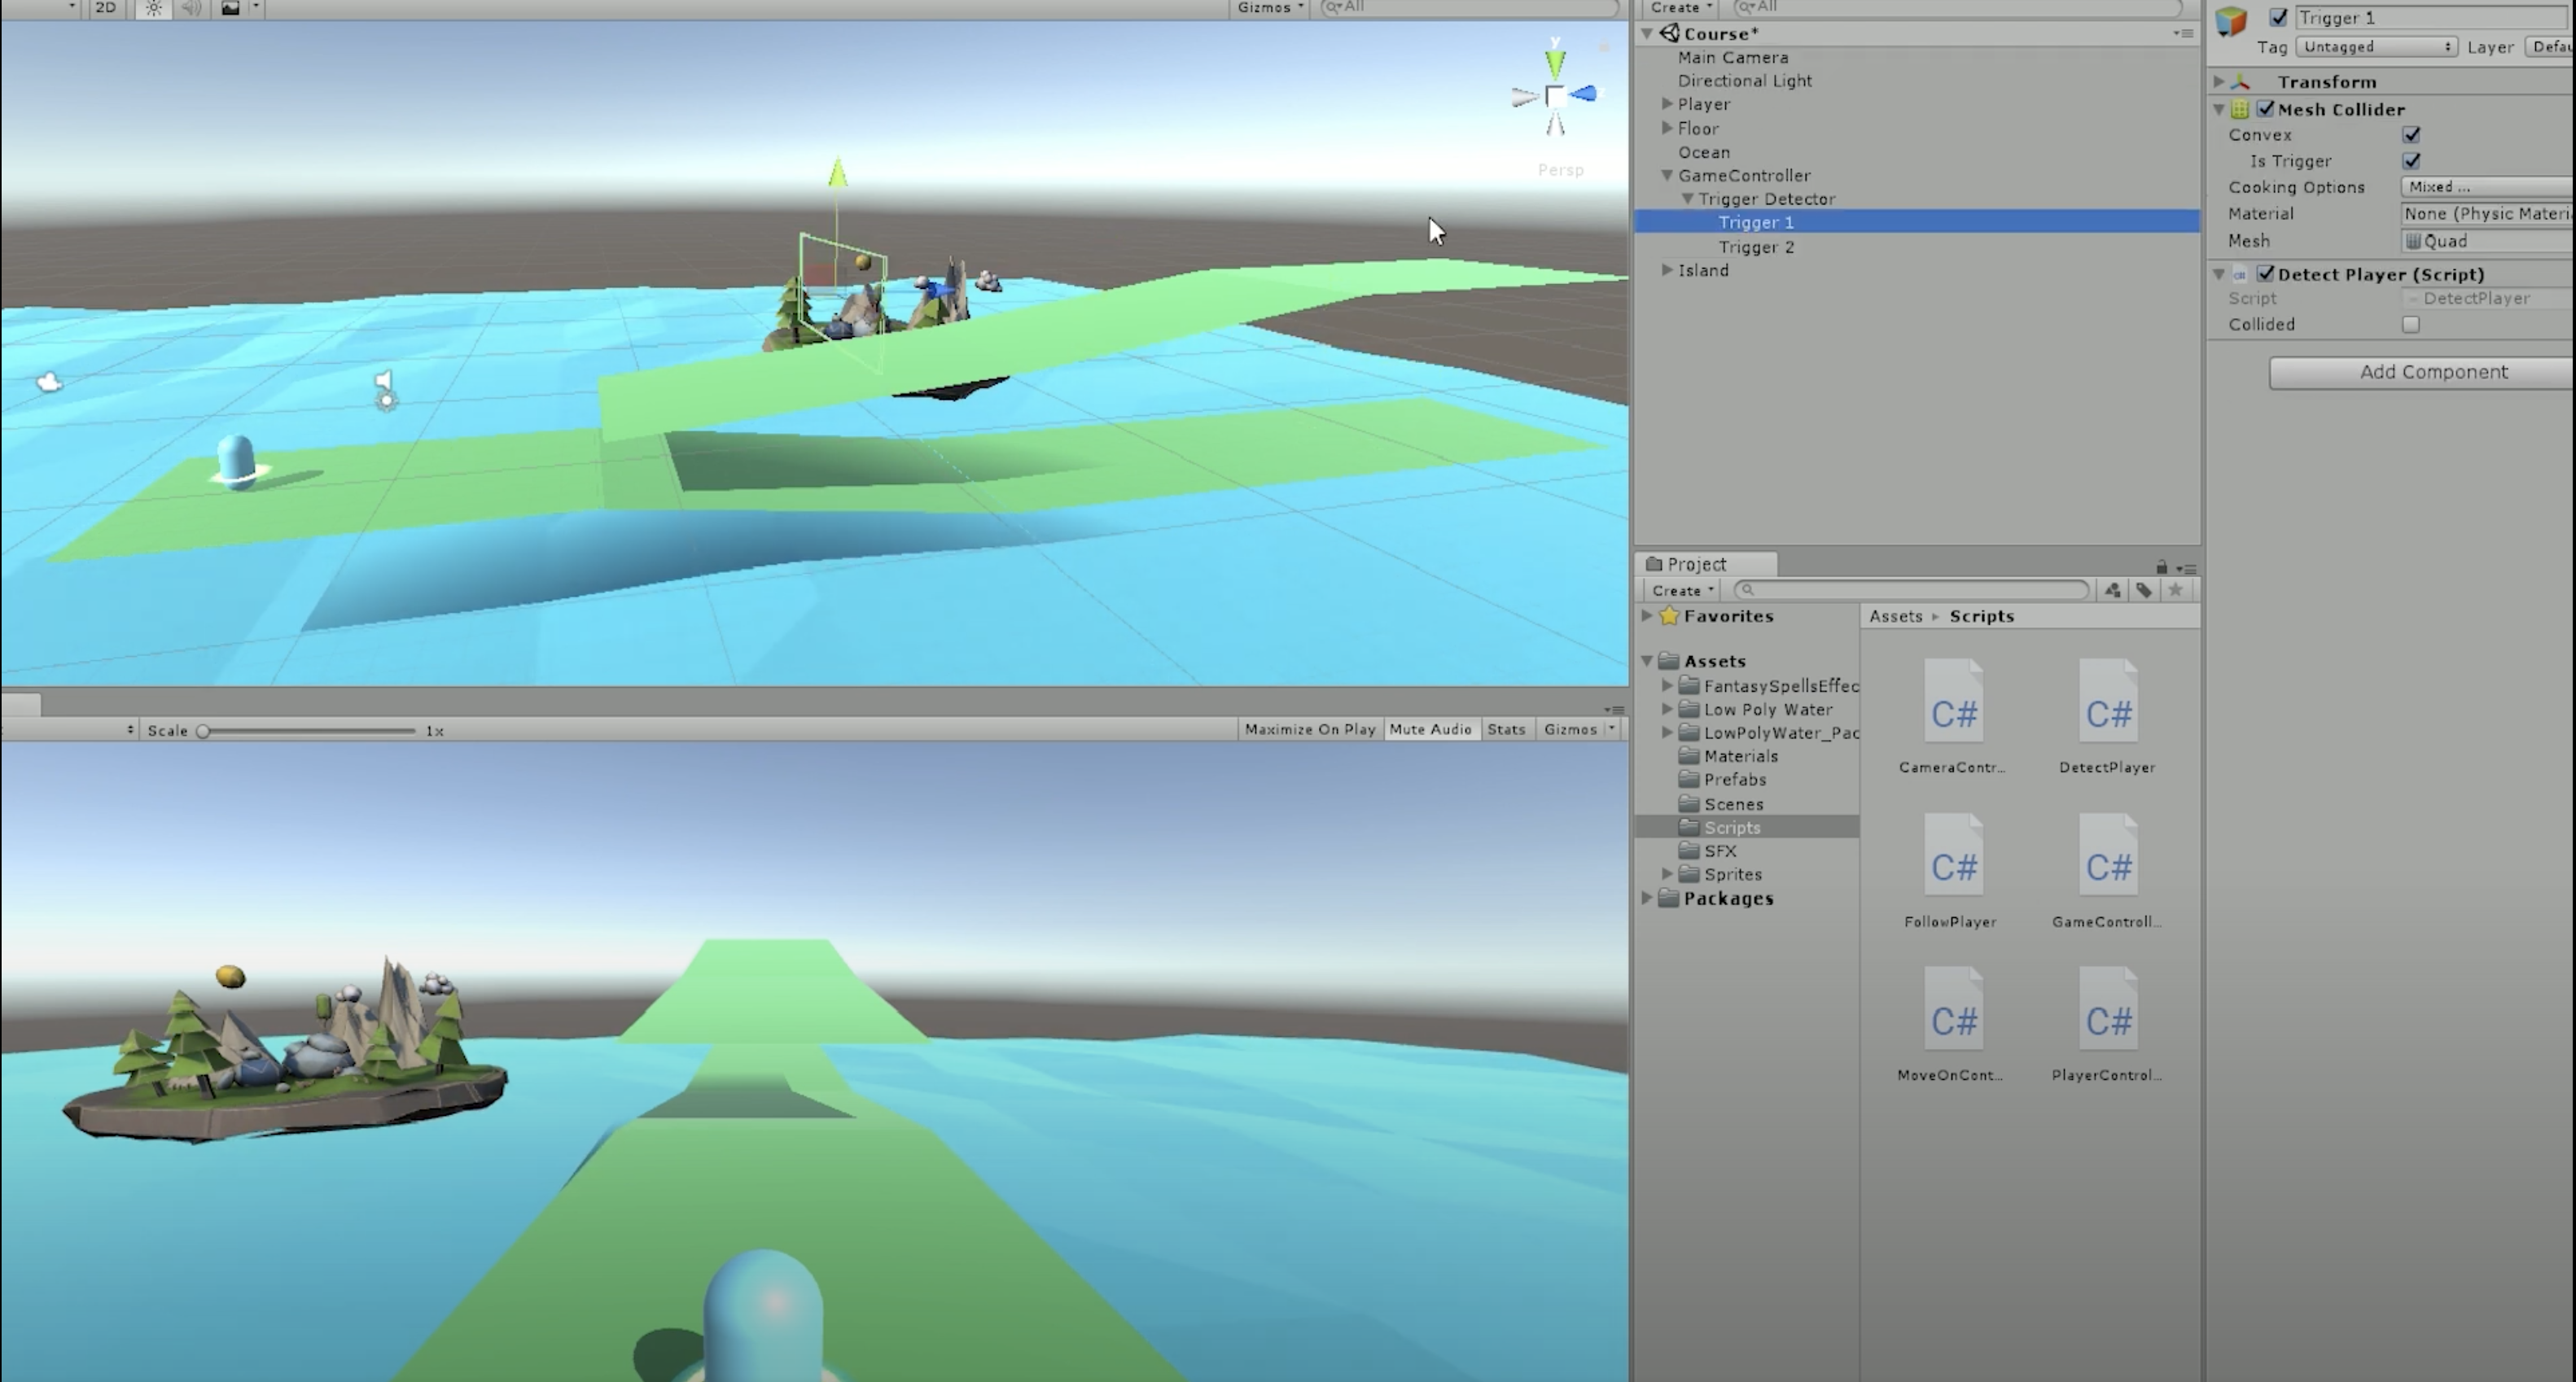 2D
Gizmos
All
y
Persp
Scale
1x
Maximize On Play
Mute Audio
Stats
Gizmos
Create
All
Course*
Main Camera
Directional Light
Player
Floor
Ocean
GameController
Trigger Detector
Trigger 1
Trigger 2
Island
Project
Create
Favorites
Assets
FantasySpellsEffec
Low Poly Water
LowPolyWater_Pac
Materials
Prefabs
Scenes
Scripts
SFX
Sprites
Packages
Assets Scripts
C# C#
CameraContr... DetectPlayer
C# C#
FollowPlayer GameControll...
C# C#
MoveOnCont... PlayerControl...
Trigger 1
Tag Untagged Layer Defau
Transform
Mesh Collider
Convex
Is Trigger
Cooking Options Mixed ...
Material None (Physic Materi
Mesh Quad
Detect Player (Script)
Script DetectPlayer
Collided
Add Component